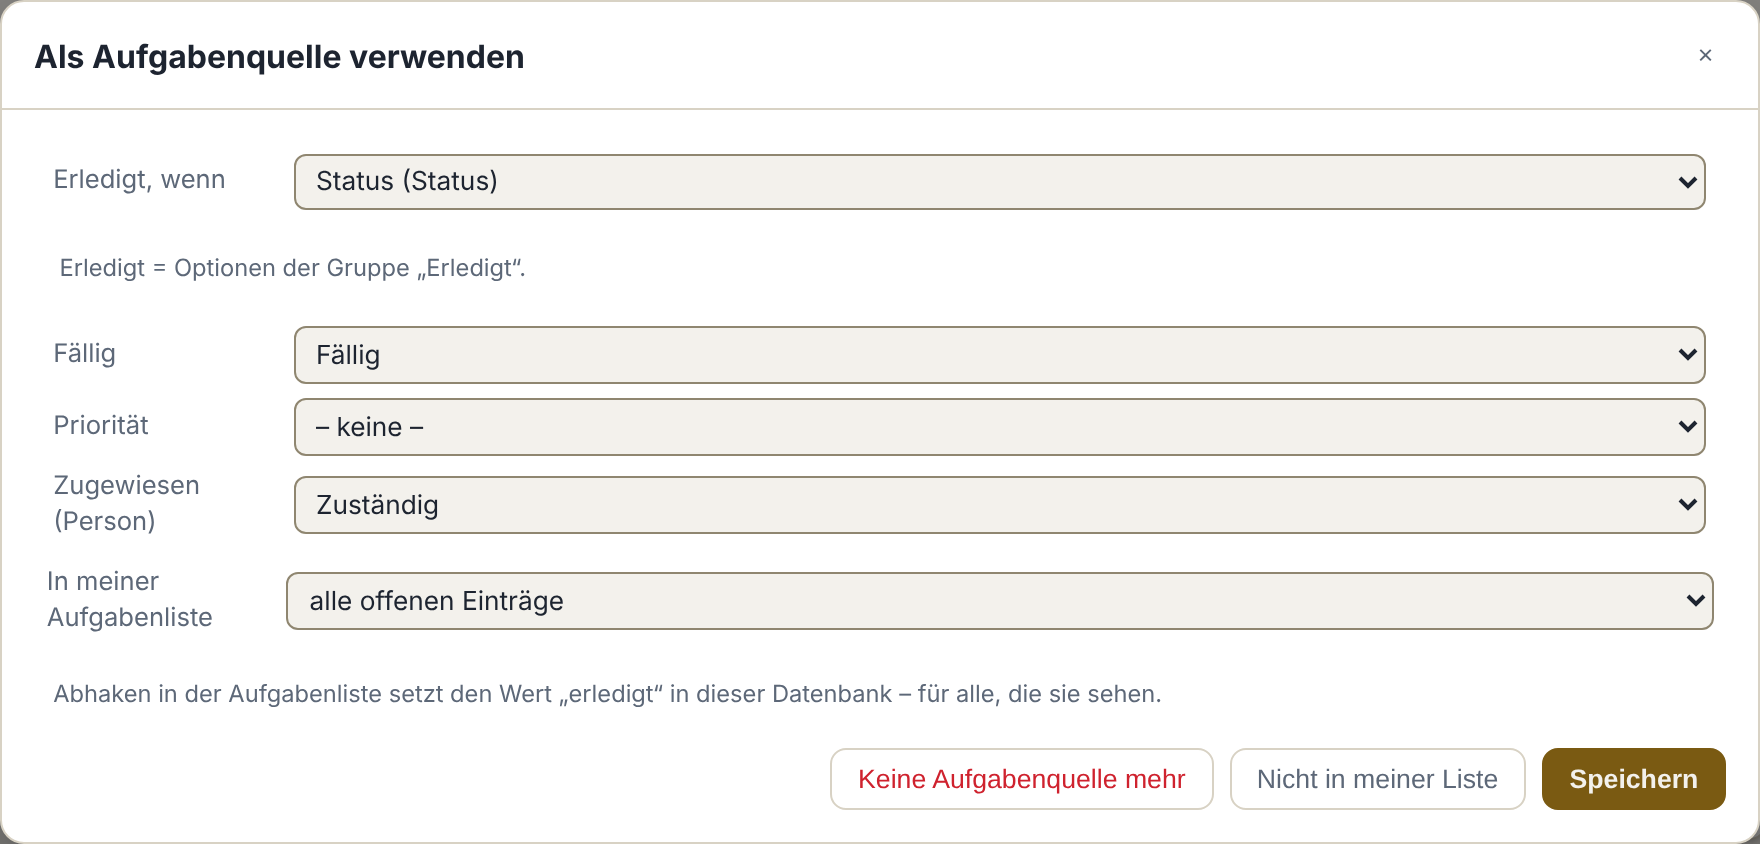 Als Aufgabenquelle verwenden
×
Erledigt, wenn
Status (Status)
Erledigt = Optionen der Gruppe „Erledigt“.
Fällig
Fällig
Priorität
– keine –
Zugewiesen
(Person)
Zuständig
In meiner
Aufgabenliste
alle offenen Einträge
Abhaken in der Aufgabenliste setzt den Wert „erledigt“ in dieser Datenbank – für alle, die sie sehen.
Keine Aufgabenquelle mehr
Nicht in meiner Liste
Speichern